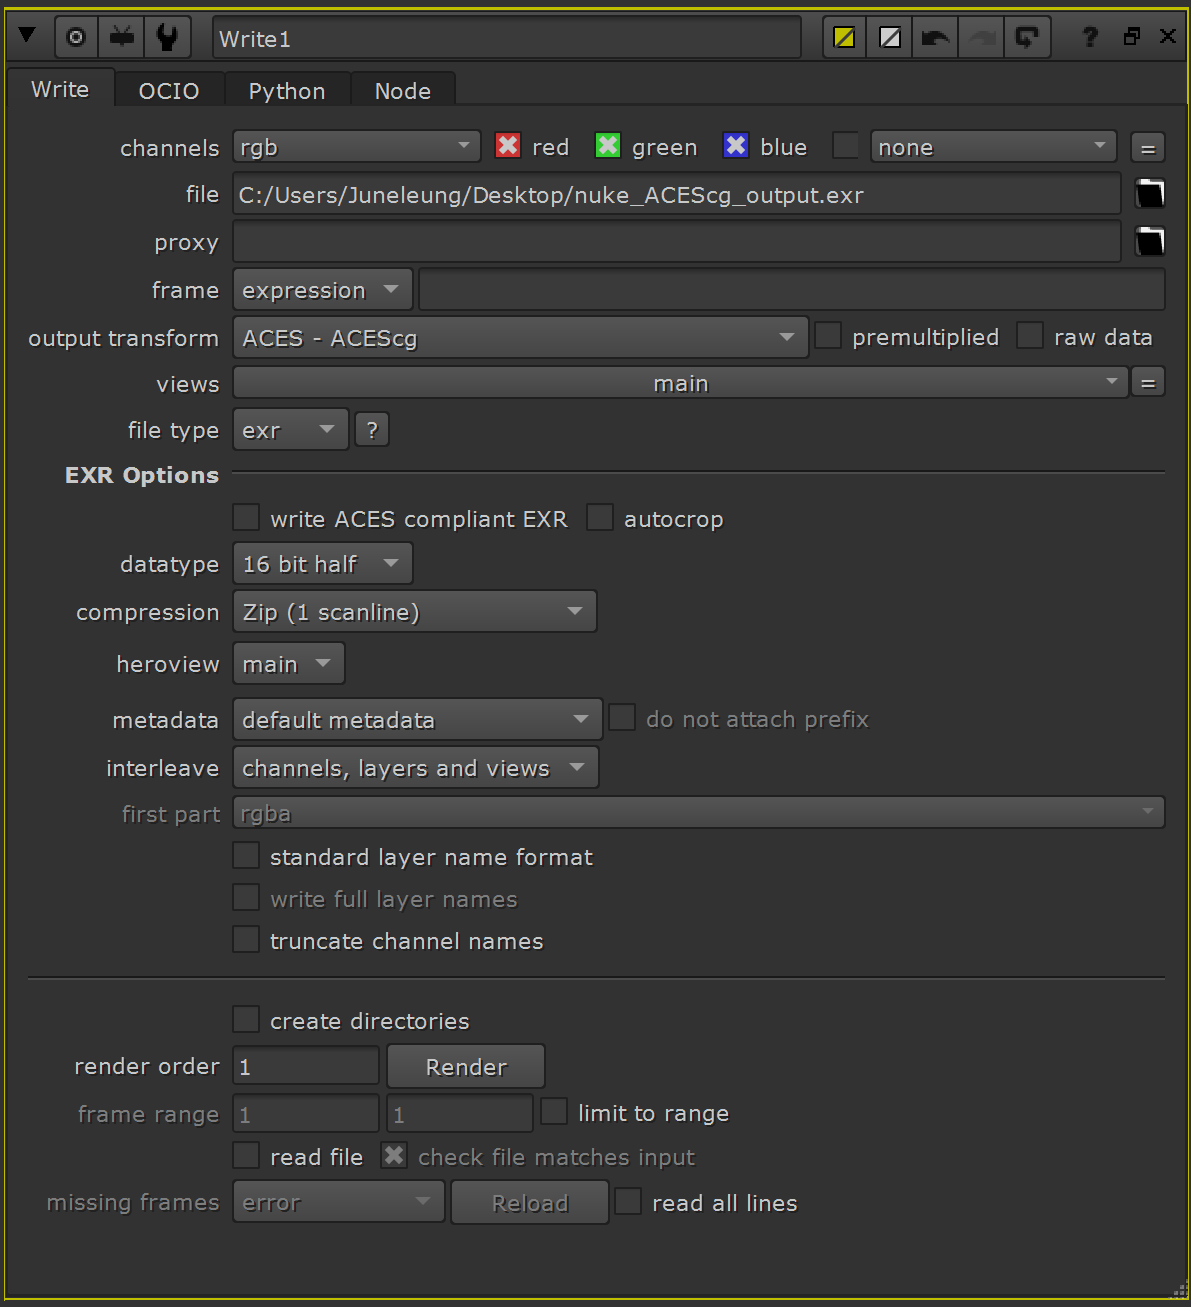 Write1 ?
Write OCIO Python Node
channels rgb red green blue none =
file C:/Users/Juneleung/Desktop/nuke_ACEScg_output.exr
proxy
frame expression
output transform ACES - ACEScg premultiplied raw data
views main =
file type exr ?
EXR Options
write ACES compliant EXR autocrop
datatype 16 bit half
compression Zip (1 scanline)
heroview main
metadata default metadata do not attach prefix
interleave channels, layers and views
first part rgba
standard layer name format
write full layer names
truncate channel names
create directories
render order 1 Render
frame range 1 1 limit to range
read file check file matches input
missing frames error Reload read all lines